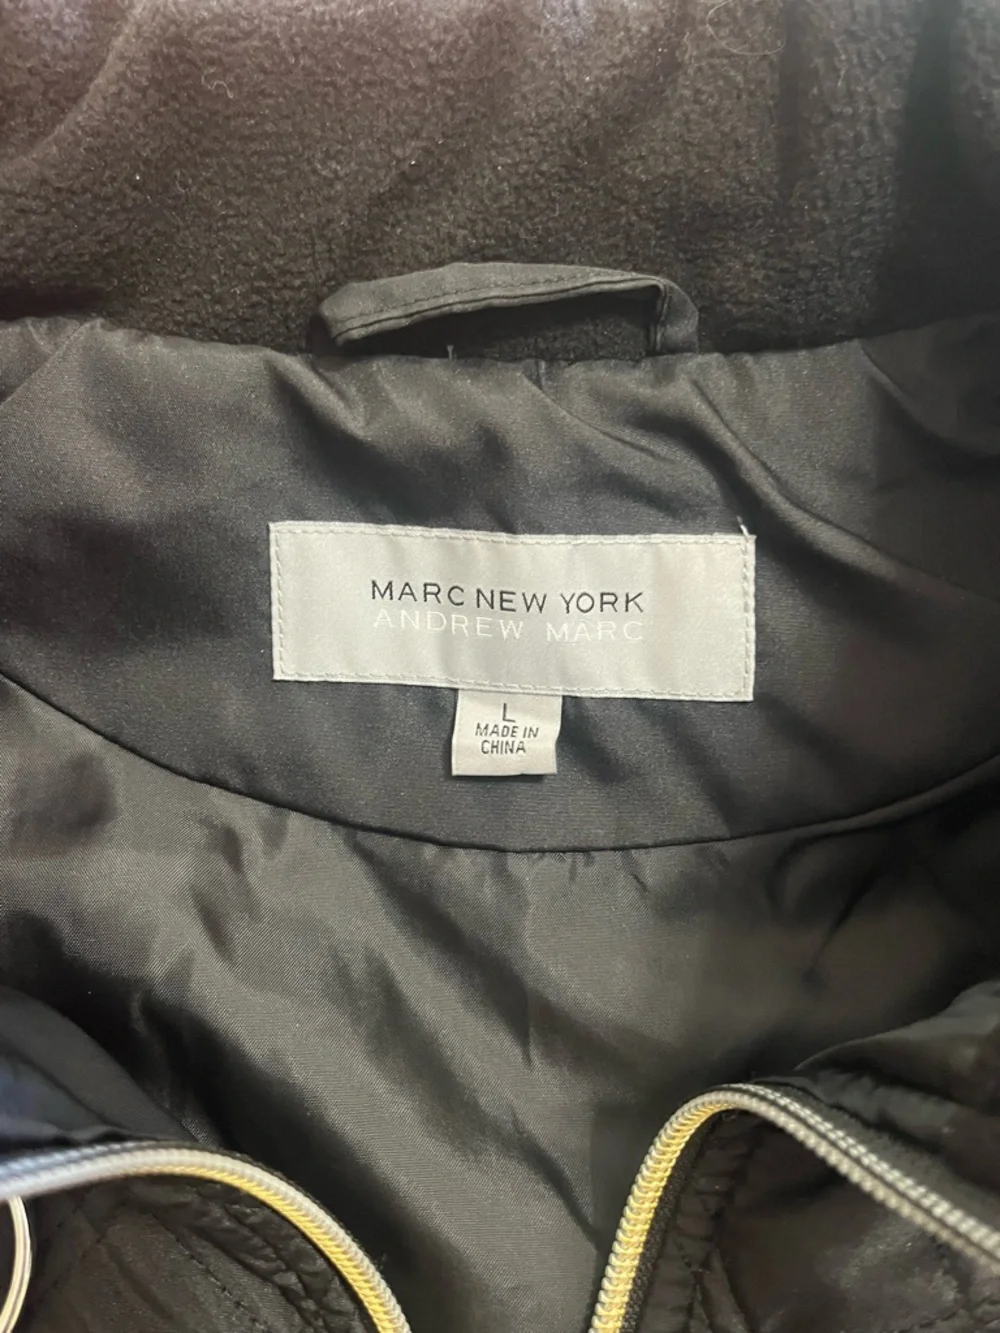 MARC NEW YORK
ANDREW MARC
L
MADE IN
CHINA